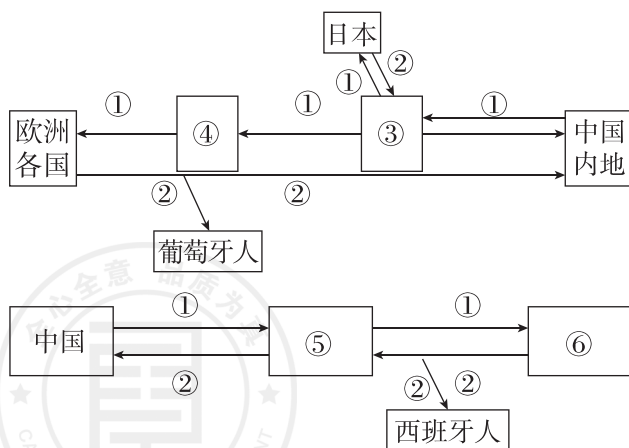 日本
①
②
①
①
①
欧洲
各国
④
③
中国
内地
②
②
葡萄牙人
①
①
中国
⑤
⑥
②
②
②
西班牙人